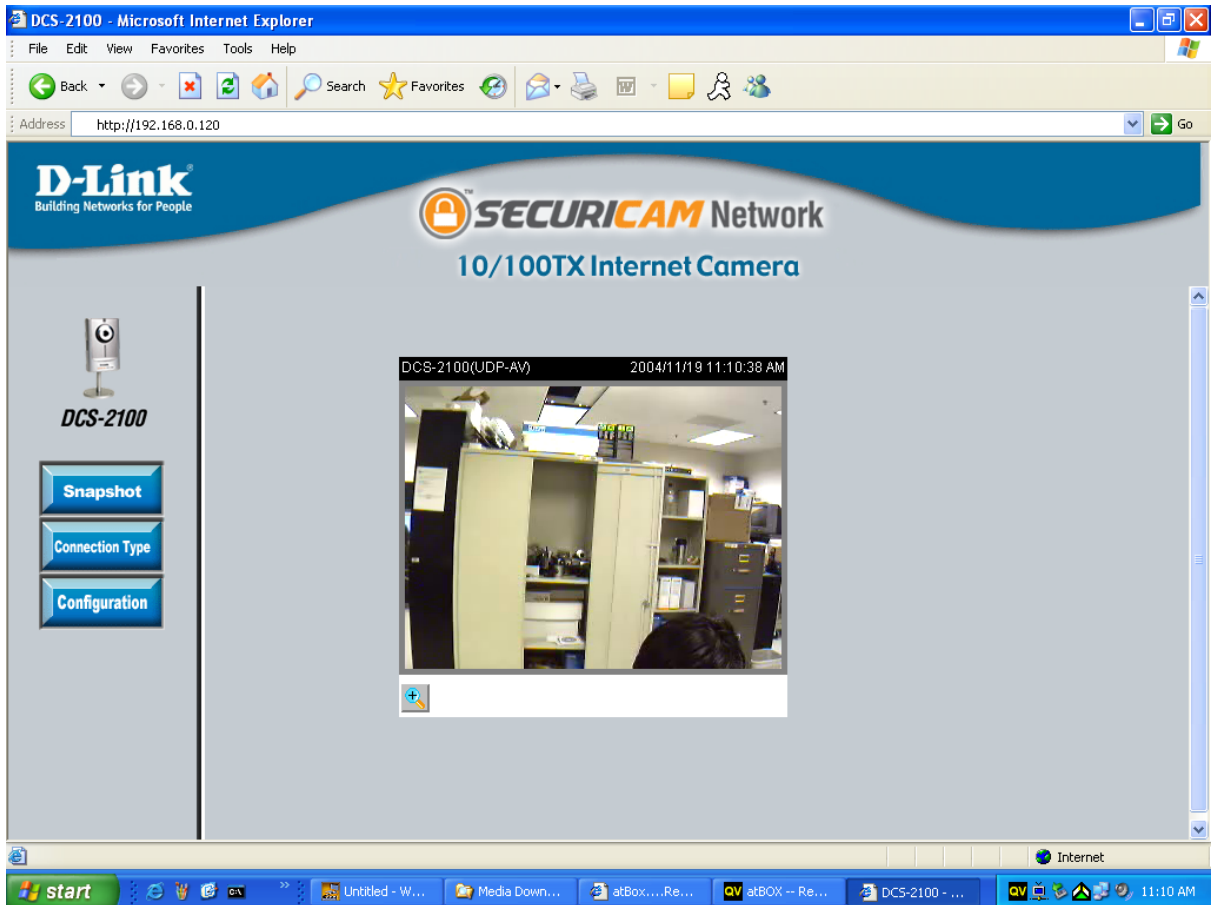 DCS-2100 - Microsoft Internet Explorer
File Edit View Favorites Tools Help
Back Search Favorites
Address http://192.168.0.120 Go
D-Link®
Building Networks for People
SECURICAM™ Network
10/100TX Internet Camera
DCS-2100
Snapshot
Connection Type
Configuration
DCS-2100(UDP-AV) 2004/11/19 11:10:38 AM
Internet
start
Untitled - W...
Media Down...
atBox....Re...
QV atBOX -- Re...
DCS-2100 - ...
QV
11:10 AM